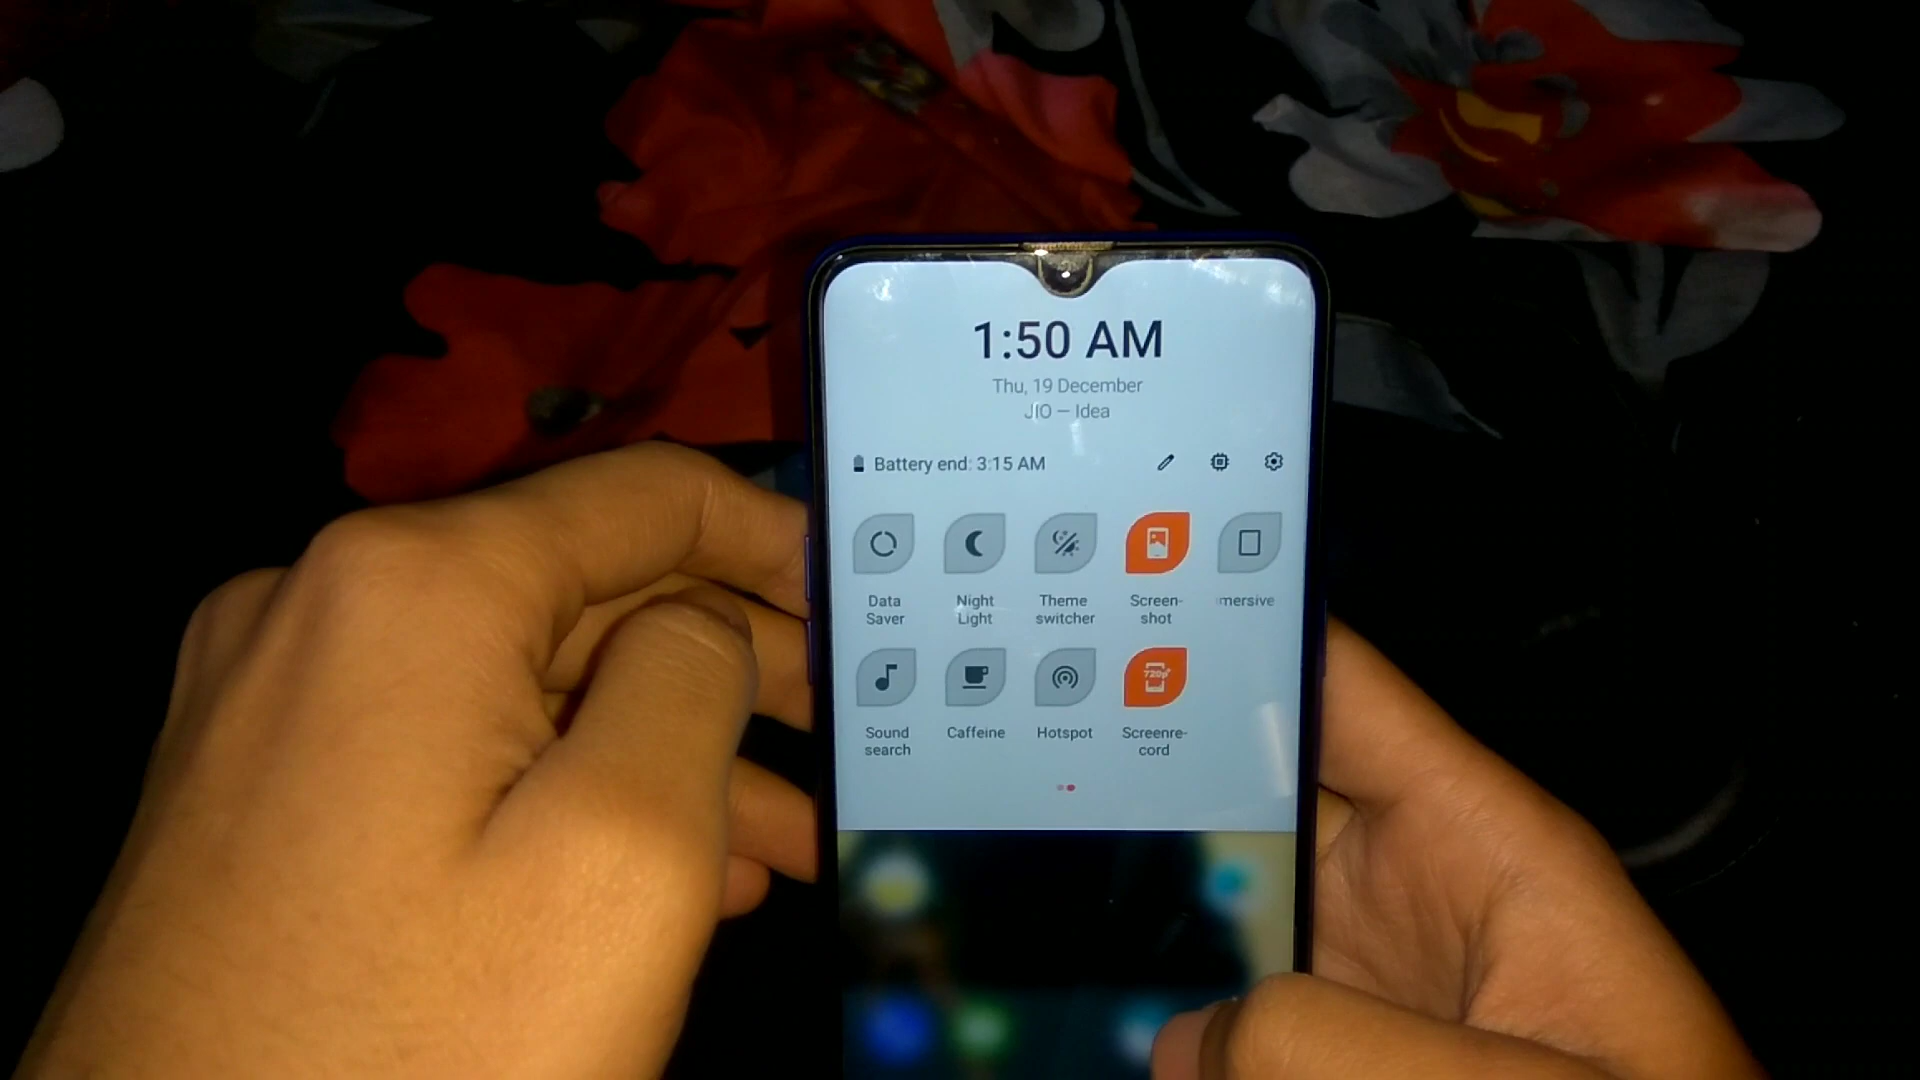 1:50 AM
Thu, 19 December
JIO — Idea
Battery end: 3:15 AM
Data Saver
Night Light
Theme switcher
Screen-shot
mersive
720p
Sound search
Caffeine
Hotspot
Screenre-cord